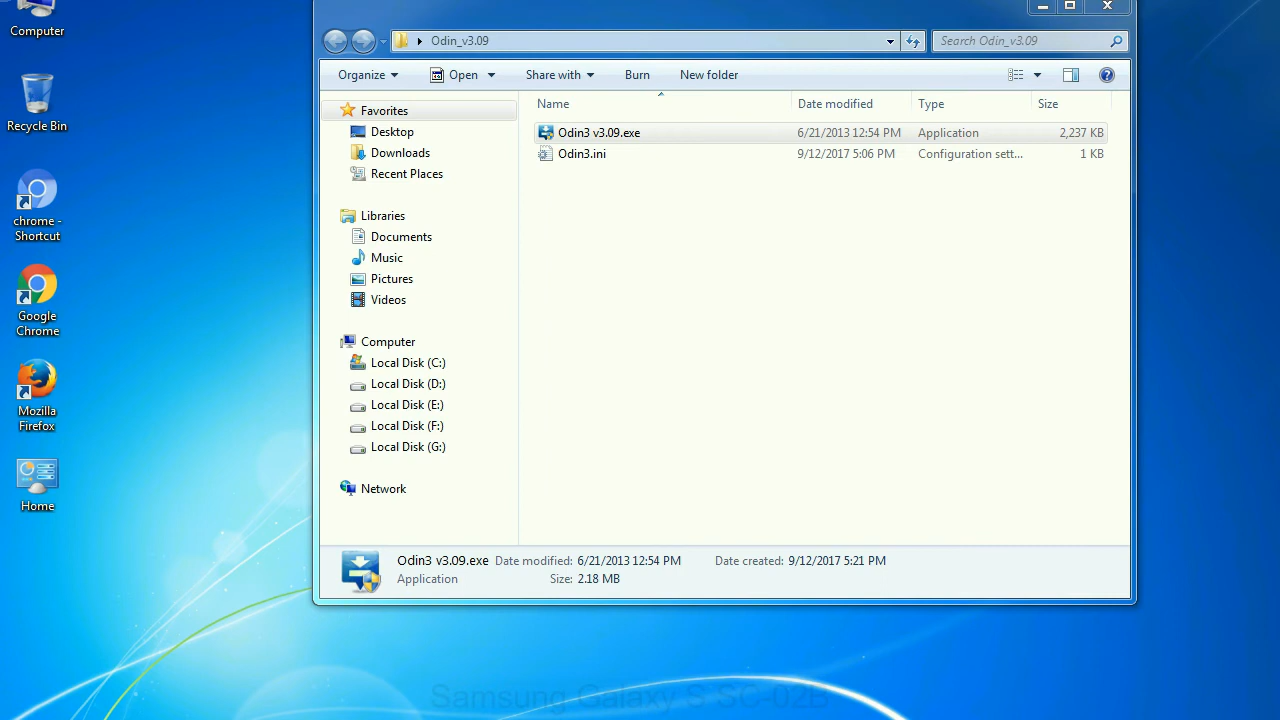 Computer
Recycle Bin
chrome -
Shortcut
Google
Chrome
Mozilla
Firefox
Home
Odin_v3.09
Search Odin_v3.09
Organize
Open
Share with
Burn
New folder
Favorites
Desktop
Downloads
Recent Places
Libraries
Documents
Music
Pictures
Videos
Computer
Local Disk (C:)
Local Disk (D:)
Local Disk (E:)
Local Disk (F:)
Local Disk (G:)
Network
Name Date modified Type Size
Odin3 v3.09.exe 6/21/2013 12:54 PM Application 2,237 KB
Odin3.ini 9/12/2017 5:06 PM Configuration sett... 1 KB
Odin3 v3.09.exe Date modified: 6/21/2013 12:54 PM Date created: 9/12/2017 5:21 PM
Application Size: 2.18 MB
Samsung Galaxy S SC-02B